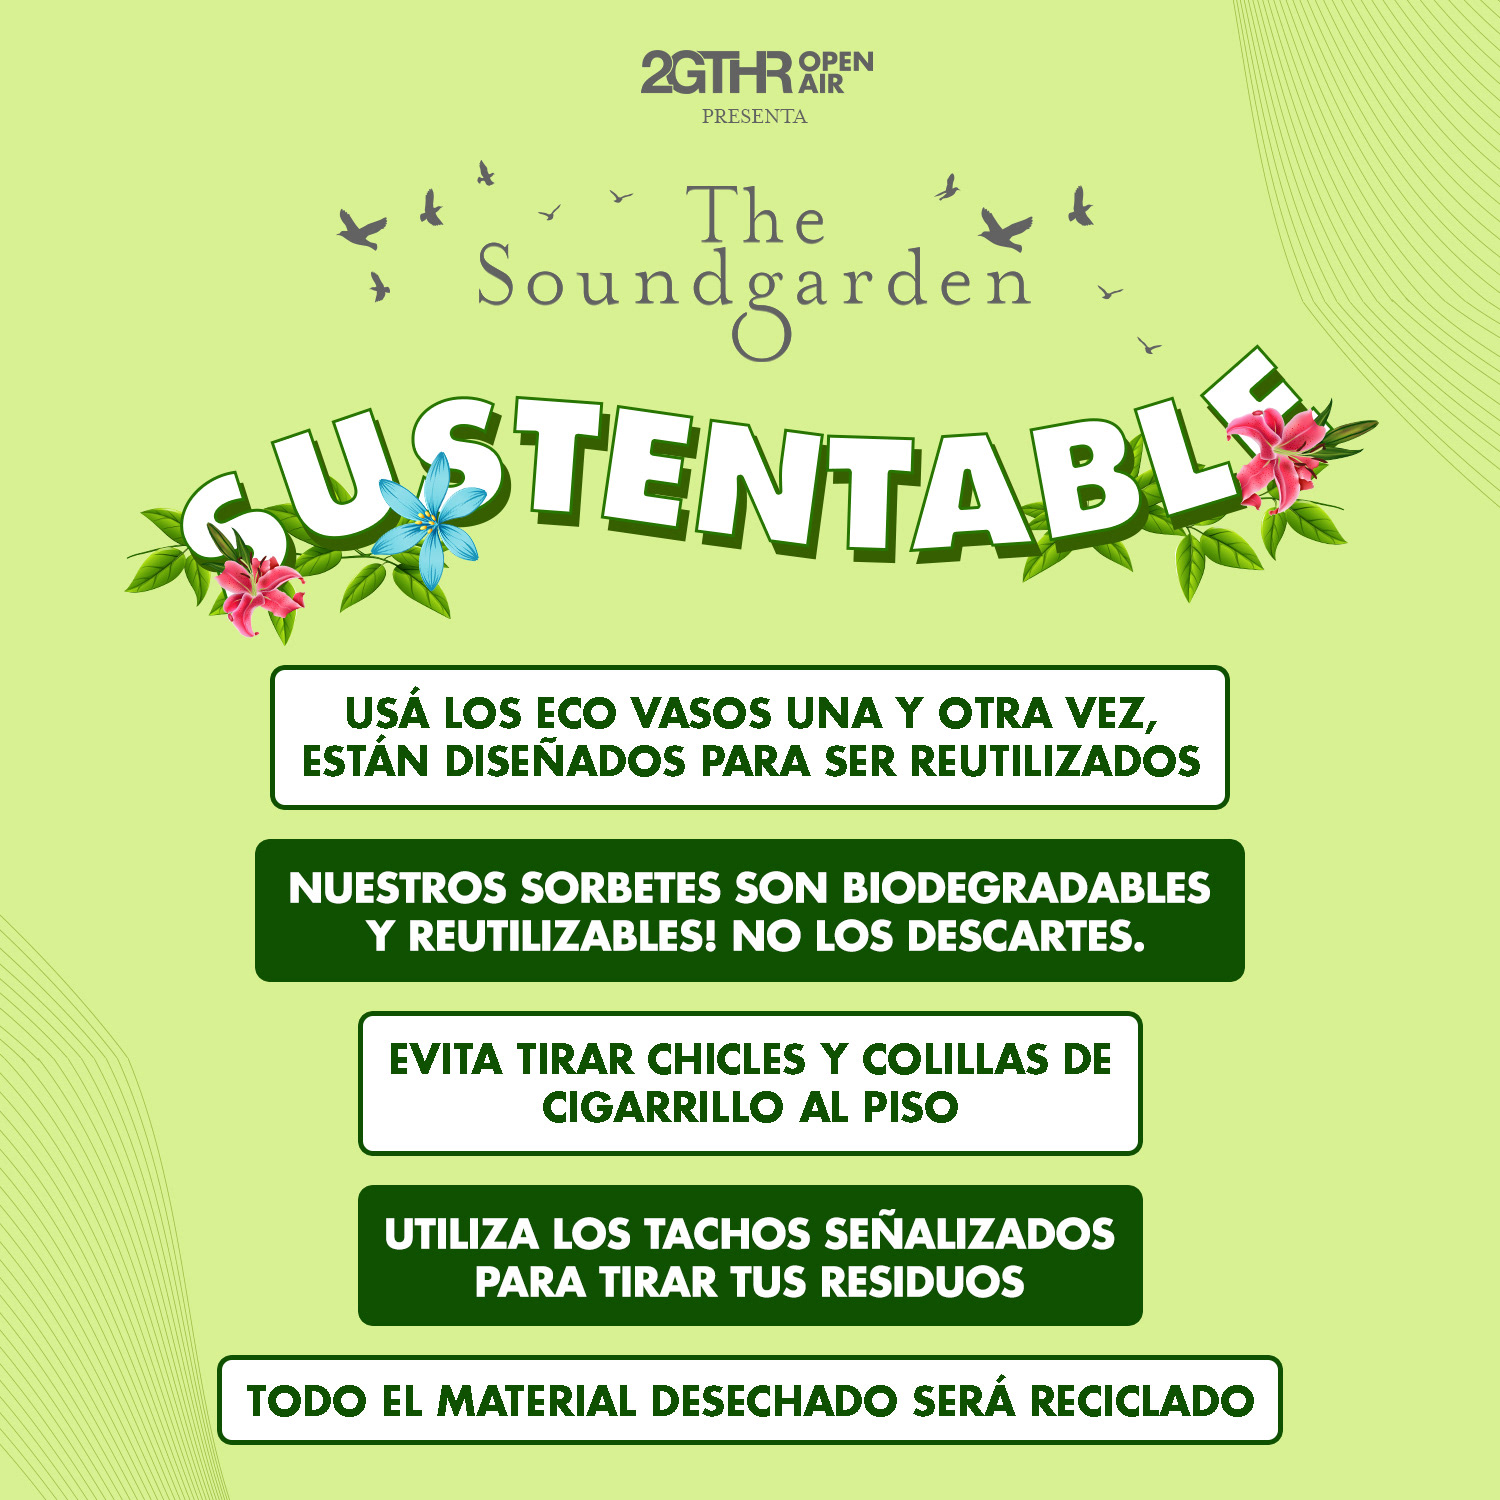 2GTHR OPEN AIR
PRESENTA
The
Soundgarden
SUSTENTABLE
USÁ LOS ECO VASOS UNA Y OTRA VEZ,
ESTÁN DISEÑADOS PARA SER REUTILIZADOS
NUESTROS SORBETES SON BIODEGRADABLES
Y REUTILIZABLES! NO LOS DESCARTES.
EVITA TIRAR CHICLES Y COLILLAS DE
CIGARRILLO AL PISO
UTILIZA LOS TACHOS SEÑALIZADOS
PARA TIRAR TUS RESIDUOS
TODO EL MATERIAL DESECHADO SERÁ RECICLADO